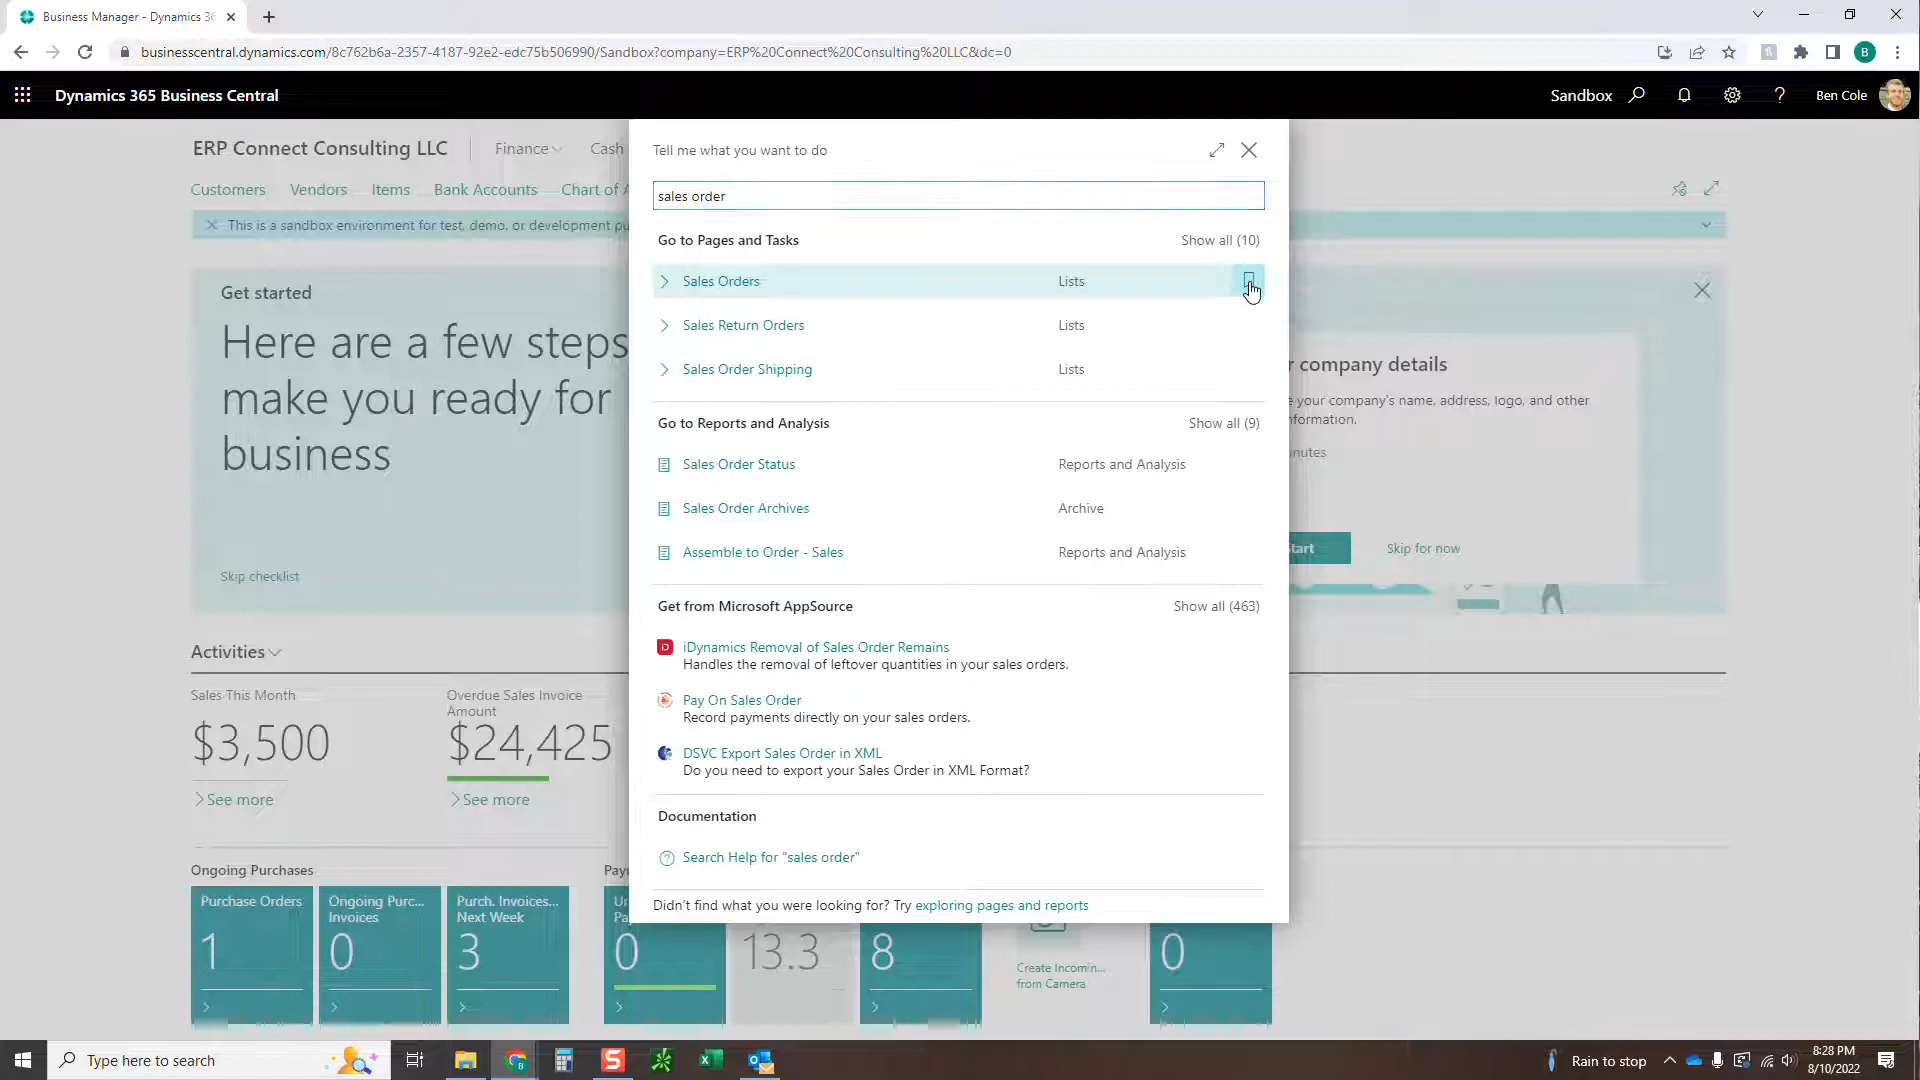 Business Manager - Dynamics 36
businesscentral.dynamics.com/8c762b6a-2357-4187-92e2-edc75b506990/Sandbox?company=ERP%20Connect%20Consulting%20LLC&dc=0
B
Dynamics 365 Business Central
Sandbox
Ben Cole
ERP Connect Consulting LLC
Finance
Cash
Customers
Vendors
Items
Bank Accounts
Chart of A
This is a sandbox environment for test, demo, or development pu
Get started
Here are a few steps
make you ready for
business
Skip checklist
Tell me what you want to do
sales order
Go to Pages and Tasks
Show all (10)
Sales Orders
Lists
Sales Return Orders
Lists
Sales Order Shipping
Lists
Go to Reports and Analysis
Show all (9)
Sales Order Status
Reports and Analysis
Sales Order Archives
Archive
Assemble to Order - Sales
Reports and Analysis
Get from Microsoft AppSource
Show all (463)
iDynamics Removal of Sales Order Remains
Handles the removal of leftover quantities in your sales orders.
Pay On Sales Order
Record payments directly on your sales orders.
DSVC Export Sales Order in XML
Do you need to export your Sales Order in XML Format?
Documentation
Search Help for "sales order"
Didn't find what you were looking for? Try exploring pages and reports
r company details
e your company's name, address, logo, and other
nformation.
nutes
Start
Skip for now
Activities
Sales This Month
$3,500
See more
Overdue Sales Invoice
Amount
$24,425
See more
Ongoing Purchases
Purchase Orders
1
Ongoing Purc...
Invoices
0
Purch. Invoices...
Next Week
3
Pay
Ur
Pa
0
13.3
8
Create Incomin...
from Camera
0
Type here to search
Rain to stop
8:28 PM
8/10/2022